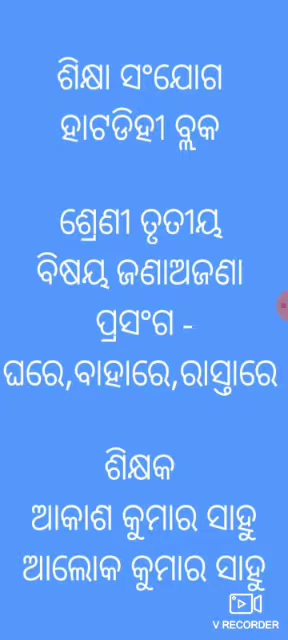 ଶିକ୍ଷା ସଂଯୋଗ
ହାଟଡିହୀ ବ୍ଲକ
ଶ୍ରେଣୀ ତୃତୀୟ
ବିଷୟ ଜଣାଅଜଣା
ପ୍ରସଂଗ -
ଘରେ,ବାହାରେ,ରାସ୍ତାରେ
ଶିକ୍ଷକ
ଆକାଶ କୁମାର ସାହୁ
ଆଲୋକ କୁମାର ସାହୁ
V RECORDER